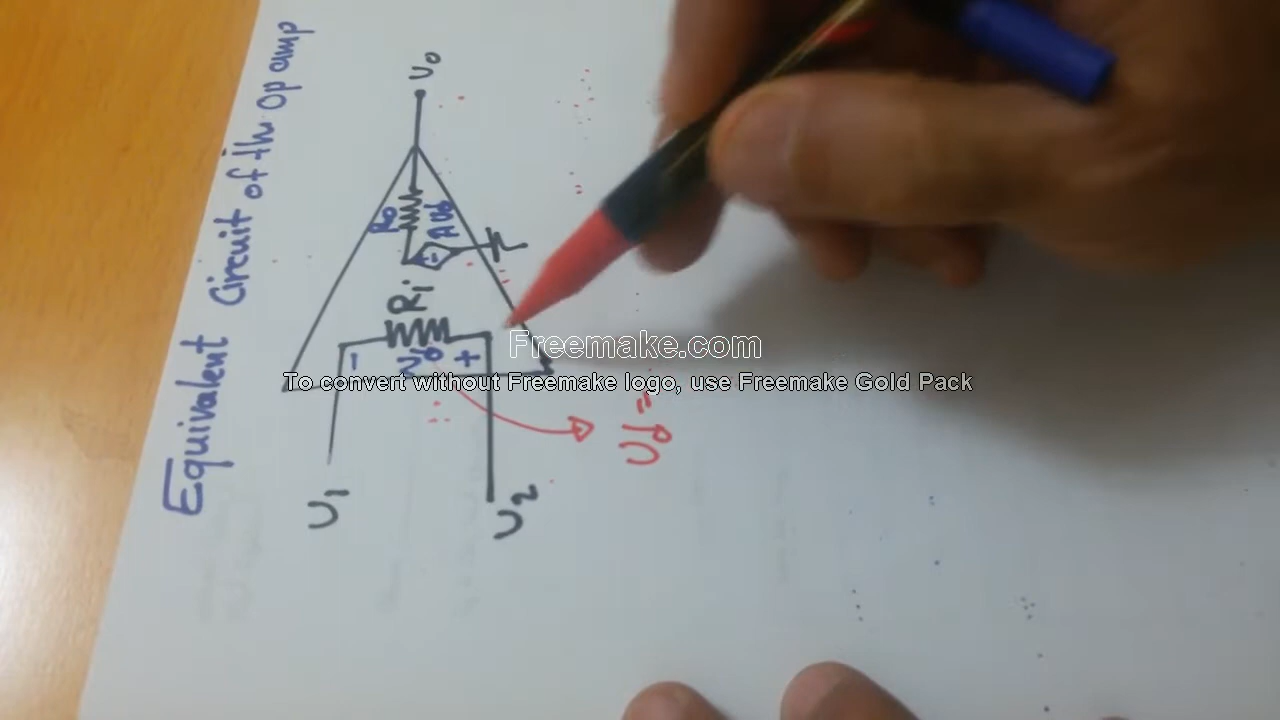 Equivalent Circuit of the op amp
Vo
Ro
AVd
Ri
- Vd +
V1
V2
Vd =
Freemake.com
To convert without Freemake logo, use Freemake Gold Pack